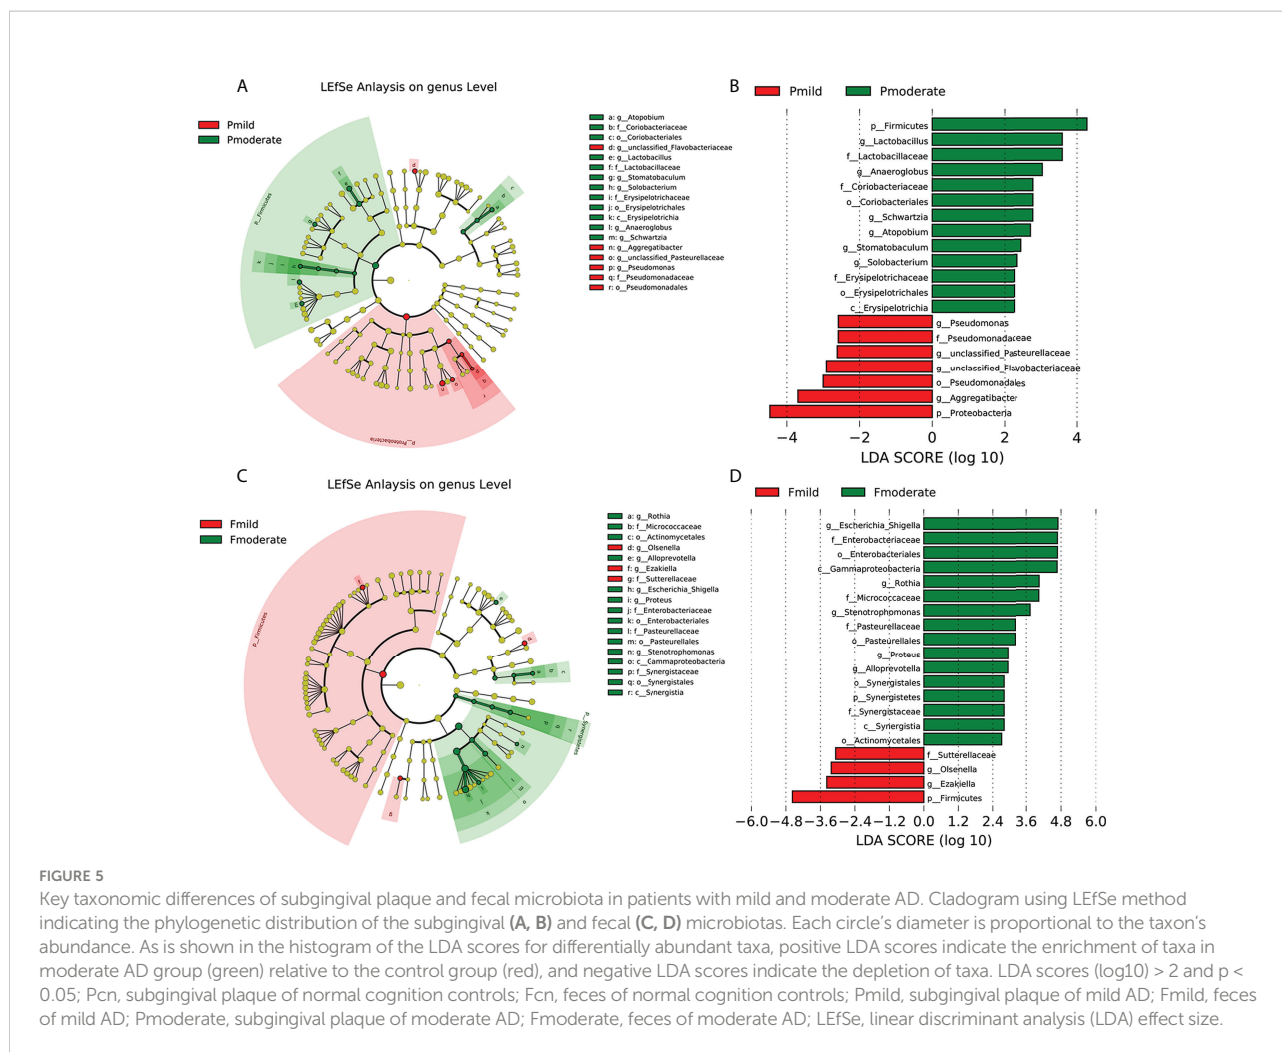 A
LEfSe Anlaysis on genus Level
Pmild
Pmoderate
p__Firmicutes
p__Proteobacteria
a: g__Atopobium
b: f__Coriobacteriaceae
c: o__Coriobacteriales
d: g__unclassified_Flavobacteriaceae
e: g__Lactobacillus
f: f__Lactobacillaceae
g: g__Stomatobaculum
h: g__Solobacterium
i: f__Erysipelotrichaceae
j: o__Erysipelotrichales
k: c__Erysipelotrichia
l: g__Anaeroglobus
m: g__Schwartzia
n: g__Aggregatibacter
o: g__unclassified_Pasteurellaceae
p: g__Pseudomonas
q: f__Pseudomonadaceae
r: o__Pseudomonadales
B
Pmild
Pmoderate
p__Firmicutes
g__Lactobacillus
f__Lactobacillaceae
g__Anaeroglobus
f__Coriobacteriaceae
o__Coriobacteriales
g__Schwartzia
g__Atopobium
g__Stomatobaculum
g__Solobacterium
f__Erysipelotrichaceae
o__Erysipelotrichales
c__Erysipelotrichia
g__Pseudomonas
f__Pseudomonadaceae
g__unclassified_Pasteurellaceae
g__unclassified_Flavobacteriaceae
o__Pseudomonadales
g__Aggregatibacter
p__Proteobacteria
−4 −2 0 2 4
LDA SCORE (log 10)
C
LEfSe Anlaysis on genus Level
Fmild
Fmoderate
p__Firmicutes
p__Synergistetes
a: g__Rothia
b: f__Micrococcaceae
c: o__Actinomycetales
d: g__Olsenella
e: g__Alloprevotella
f: g__Ezakiella
g: f__Sutterellaceae
h: g__Escherichia_Shigella
i: g__Proteus
j: f__Enterobacteriaceae
k: o__Enterobacteriales
l: f__Pasteurellaceae
m: o__Pasteurellales
n: g__Stenotrophomonas
o: c__Gammaproteobacteria
p: f__Synergistaceae
q: o__Synergistales
r: c__Synergistia
D
Fmild
Fmoderate
g__Escherichia_Shigella
f__Enterobacteriaceae
o__Enterobacteriales
c__Gammaproteobacteria
g__Rothia
f__Micrococcaceae
g__Stenotrophomonas
f__Pasteurellaceae
o__Pasteurellales
g__Proteus
g__Alloprevotella
o__Synergistales
p__Synergistetes
f__Synergistaceae
c__Synergistia
o__Actinomycetales
f__Sutterellaceae
g__Olsenella
g__Ezakiella
p__Firmicutes
−6.0 −4.8 −3.6 −2.4 −1.2 0.0 1.2 2.4 3.6 4.8 6.0
LDA SCORE (log 10)
FIGURE 5
Key taxonomic differences of subgingival plaque and fecal microbiota in patients with mild and moderate AD. Cladogram using LEfSe method
indicating the phylogenetic distribution of the subgingival (A, B) and fecal (C, D) microbiotas. Each circle's diameter is proportional to the taxon's
abundance. As is shown in the histogram of the LDA scores for differentially abundant taxa, positive LDA scores indicate the enrichment of taxa in
moderate AD group (green) relative to the control group (red), and negative LDA scores indicate the depletion of taxa. LDA scores (log10) > 2 and p <
0.05; Pcn, subgingival plaque of normal cognition controls; Fcn, feces of normal cognition controls; Pmild, subgingival plaque of mild AD; Fmild, feces
of mild AD; Pmoderate, subgingival plaque of moderate AD; Fmoderate, feces of moderate AD; LEfSe, linear discriminant analysis (LDA) effect size.